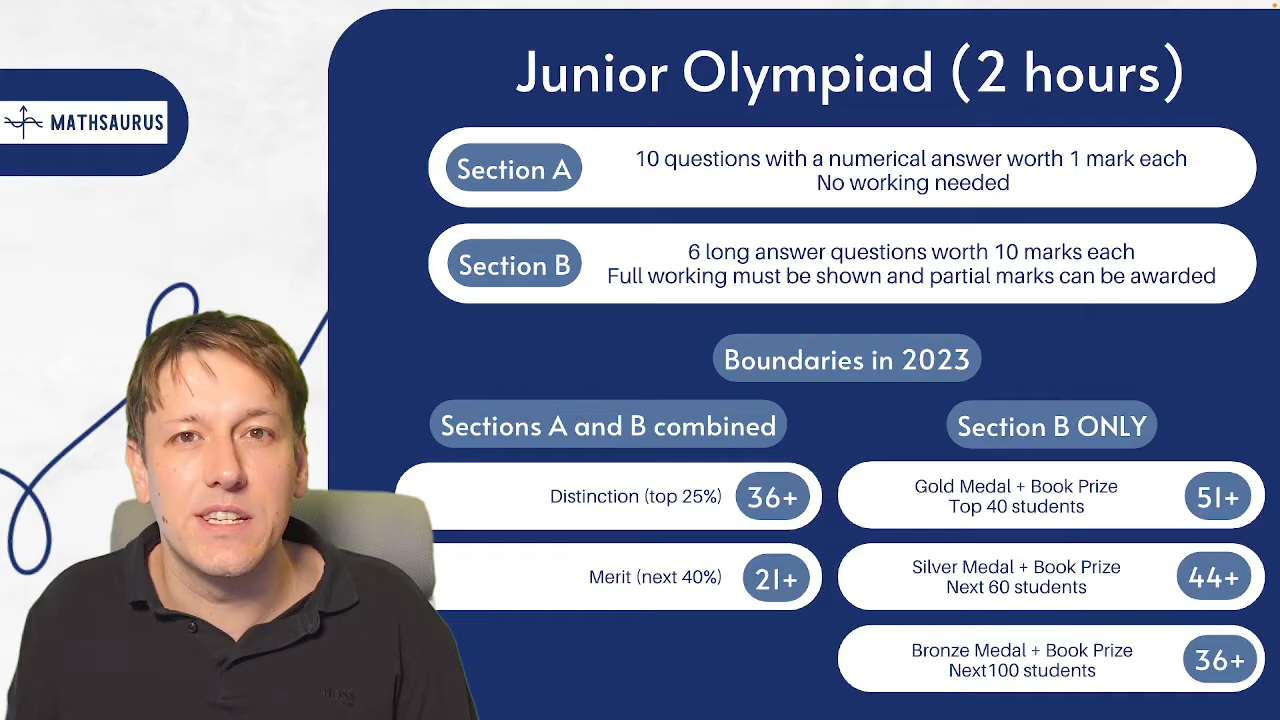 MATHSAURUS
Junior Olympiad (2 hours)
Section A
10 questions with a numerical answer worth 1 mark each
No working needed
Section B
6 long answer questions worth 10 marks each
Full working must be shown and partial marks can be awarded
Boundaries in 2023
Sections A and B combined
Distinction (top 25%)
36+
Merit (next 40%)
21+
Section B ONLY
Gold Medal + Book Prize
Top 40 students
51+
Silver Medal + Book Prize
Next 60 students
44+
Bronze Medal + Book Prize
Next100 students
36+